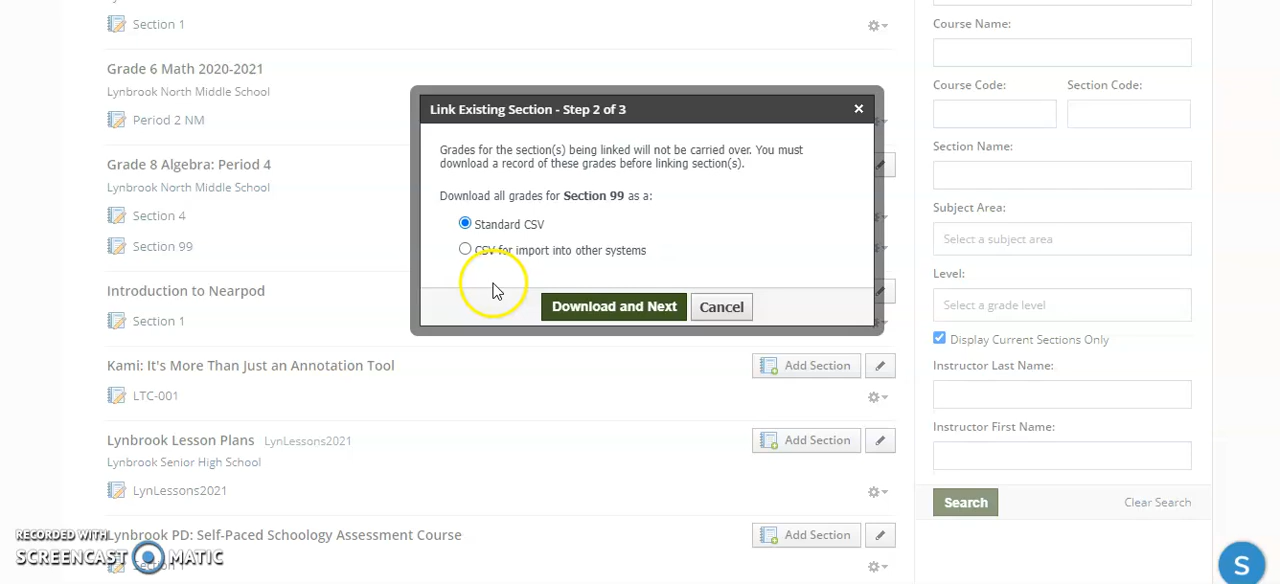 Section 1
Grade 6 Math 2020-2021
Lynbrook North Middle School
Period 2 NM
Grade 8 Algebra: Period 4
Lynbrook North Middle School
Section 4
Section 99
Introduction to Nearpod
Section 1
Kami: It's More Than Just an Annotation Tool
Add Section
LTC-001
Lynbrook Lesson Plans LynLessons2021
Add Section
Lynbrook Senior High School
LynLessons2021
Lynbrook PD: Self-Paced Schoology Assessment Course
Add Section
Section 1
Link Existing Section - Step 2 of 3
×
Grades for the section(s) being linked will not be carried over. You must
download a record of these grades before linking section(s).
Download all grades for Section 99 as a:
Standard CSV
CSV for import into other systems
Download and Next
Cancel
Course Name:
Course Code: Section Code:
Section Name:
Subject Area:
Select a subject area
Level:
Select a grade level
Display Current Sections Only
Instructor Last Name:
Instructor First Name:
Search
Clear Search
RECORDED WITH
SCREENCAST MATIC
S